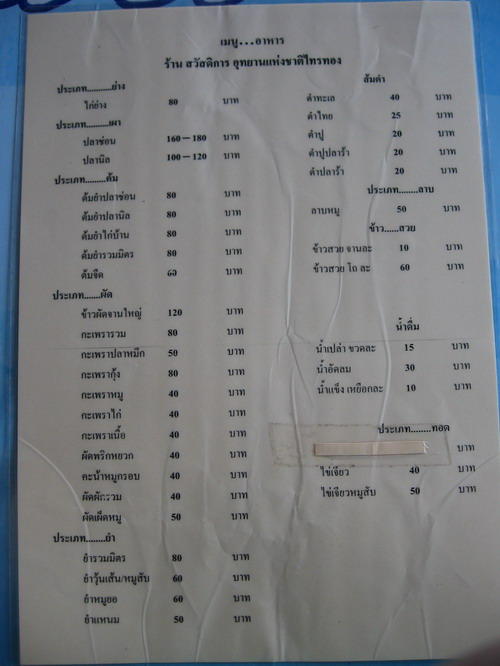 เมนู...อาหาร
ร้าน สวัสดิการ อุทยานแห่งชาติไทรทอง
ประเภท..........ย่าง
ไก่ย่าง 80 บาท
ประเภท.........เผา
ปลาช่อน 160-180 บาท
ปลานิล 100-120 บาท
ประเภท.........ต้ม
ต้มยำปลาช่อน 80 บาท
ต้มยำปลานิล 80 บาท
ต้มยำไก่บ้าน 80 บาท
ต้มยำรวมมิตร 80 บาท
ต้มจืด 60 บาท
ประเภท.......ผัด
ข้าวผัดจานใหญ่ 120 บาท
กะเพรารวม 80 บาท
กะเพราปลาหมึก 50 บาท
กะเพรากุ้ง 80 บาท
กะเพราหมู 40 บาท
กะเพราไก่ 40 บาท
กะเพราเนื้อ 40 บาท
ผัดพริกหยวก 40 บาท
คะน้าหมูกรอบ 40 บาท
ผัดผักรวม 40 บาท
ผัดเผ็ดหมู 50 บาท
ประเภท........ยำ
ยำรวมมิตร 80 บาท
ยำวุ้นเส้น/หมูสับ 60 บาท
ยำหมูยอ 60 บาท
ยำแหนม 50 บาท
ส้มตำ
ตำทะเล 40 บาท
ตำไทย 25 บาท
ตำปู 20 บาท
ตำปูปลาร้า 20 บาท
ตำปลาร้า 20 บาท
ประเภท........ลาบ
ลาบหมู 50 บาท
ข้าว......สวย
ข้าวสวย จานละ 10 บาท
ข้าวสวย โถ ละ 60 บาท
น้ำดื่ม
น้ำเปล่า ขวดละ 15 บาท
น้ำอัดลม 30 บาท
น้ำแข็ง เหยือกละ 10 บาท
ประเภท........ทอด
บาท
ไข่เจียว 40 บาท
ไข่เจียวหมูสับ 50 บาท